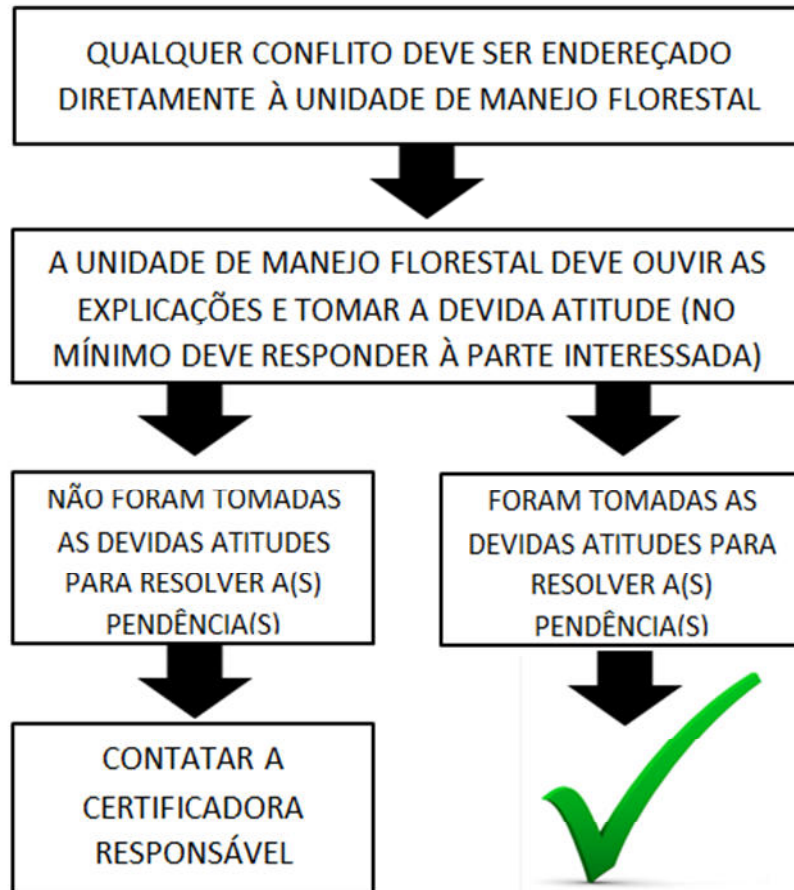 QUALQUER CONFLITO DEVE SER ENDEREÇADO
DIRETAMENTE À UNIDADE DE MANEJO FLORESTAL
A UNIDADE DE MANEJO FLORESTAL DEVE OUVIR AS
EXPLICAÇÕES E TOMAR A DEVIDA ATITUDE (NO
MÍNIMO DEVE RESPONDER À PARTE INTERESSADA)
NÃO FORAM TOMADAS
AS DEVIDAS ATITUDES
PARA RESOLVER A(S)
PENDÊNCIA(S)
FORAM TOMADAS AS
DEVIDAS ATITUDES PARA
RESOLVER A(S)
PENDÊNCIA(S)
CONTATAR A
CERTIFICADORA
RESPONSÁVEL